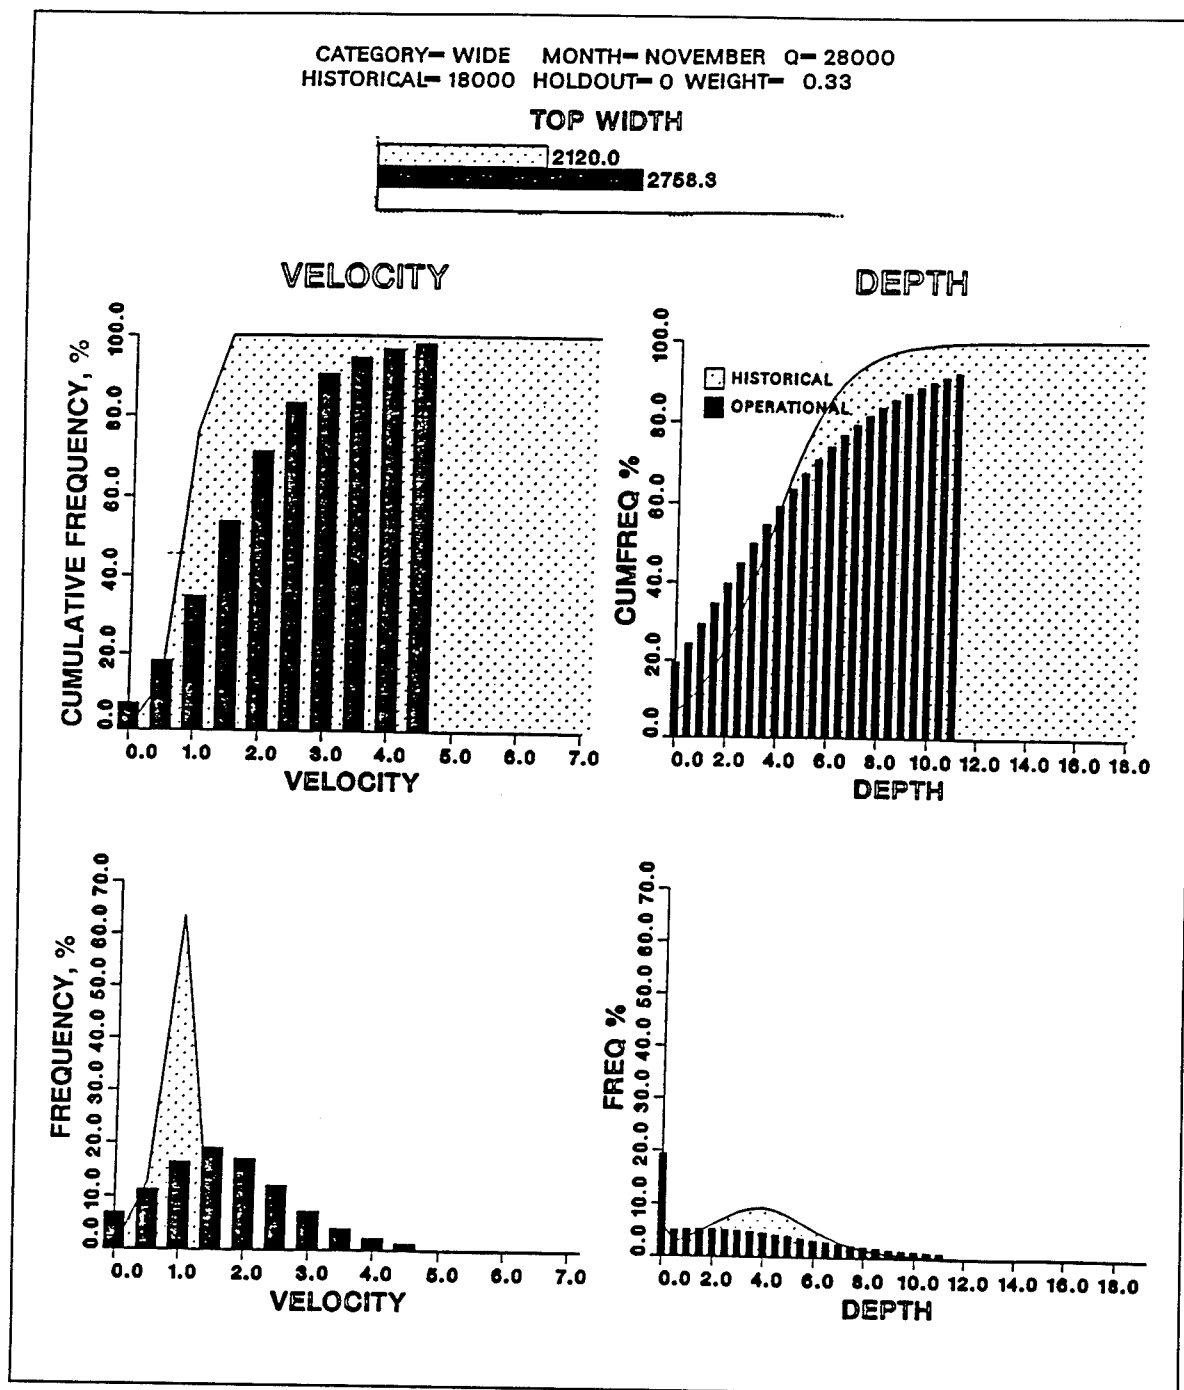 CATEGORY= WIDE MONTH= NOVEMBER Q= 28000
HISTORICAL= 18000 HOLDOUT= 0 WEIGHT= 0.33
TOP WIDTH
2120.0
2758.3
VELOCITY
CUMULATIVE FREQUENCY, %
100.0
80.0
60.0
40.0
20.0
0.0
0.0 1.0 2.0 3.0 4.0 5.0 6.0 7.0
VELOCITY
DEPTH
HISTORICAL
OPERATIONAL
CUMFREQ %
100.0
80.0
60.0
40.0
20.0
0.0
0.0 2.0 4.0 6.0 8.0 10.0 12.0 14.0 16.0 18.0
DEPTH
FREQUENCY, %
70.0
60.0
50.0
40.0
30.0
20.0
10.0
0.0
0.0 1.0 2.0 3.0 4.0 5.0 6.0 7.0
VELOCITY
FREQ %
70.0
60.0
50.0
40.0
30.0
20.0
10.0
0.0
0.0 2.0 4.0 6.0 8.0 10.0 12.0 14.0 16.0 18.0
DEPTH